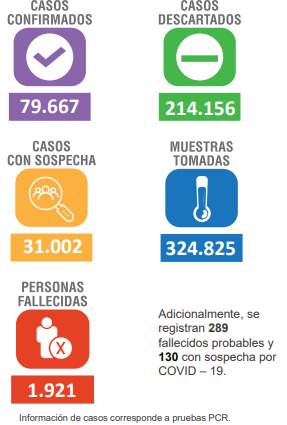 CASOS
CONFIRMADOS
79.667
CASOS
DESCARTADOS
214.156
CASOS
CON SOSPECHA
31.002
MUESTRAS
TOMADAS
324.825
PERSONAS
FALLECIDAS
X
1.921
Adicionalmente, se
registran 289
fallecidos probables y
130 con sospecha por
COVID – 19.
Información de casos corresponde a pruebas PCR.